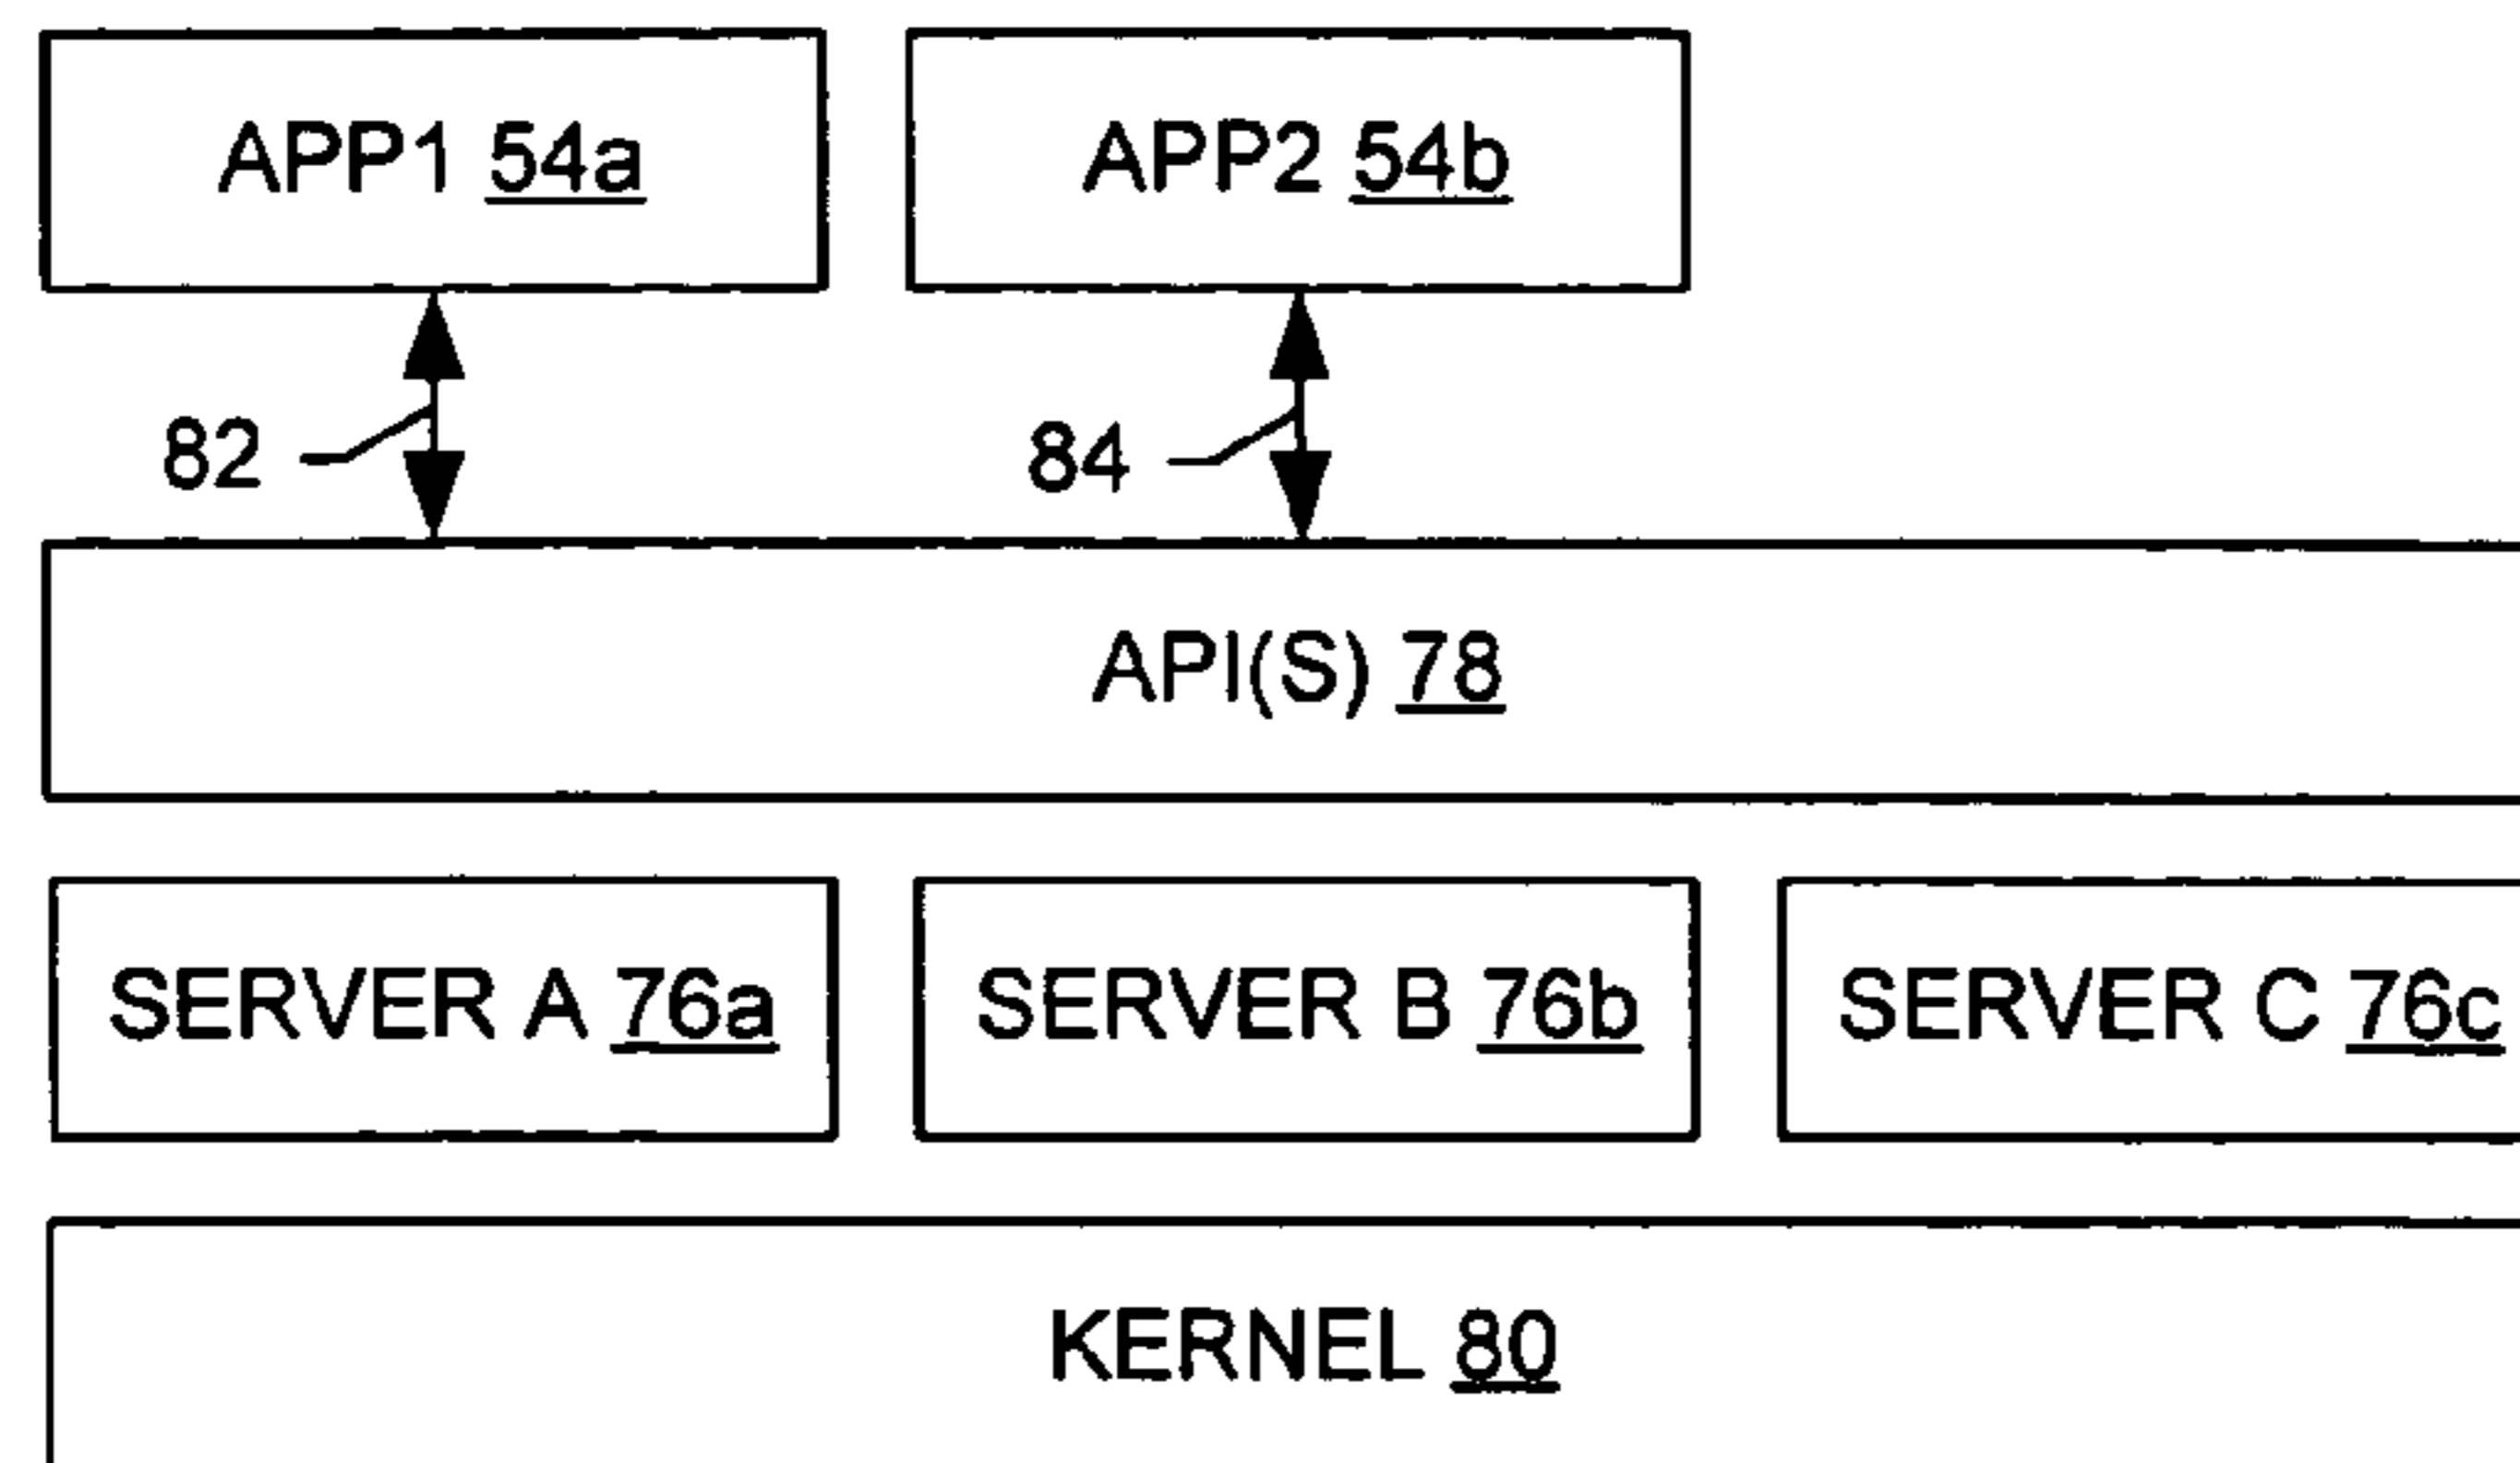 APP1 54a
APP2 54b
82
84
API(S) 78
SERVER A 76a
SERVER B 76b
SERVER C 76c
KERNEL 80